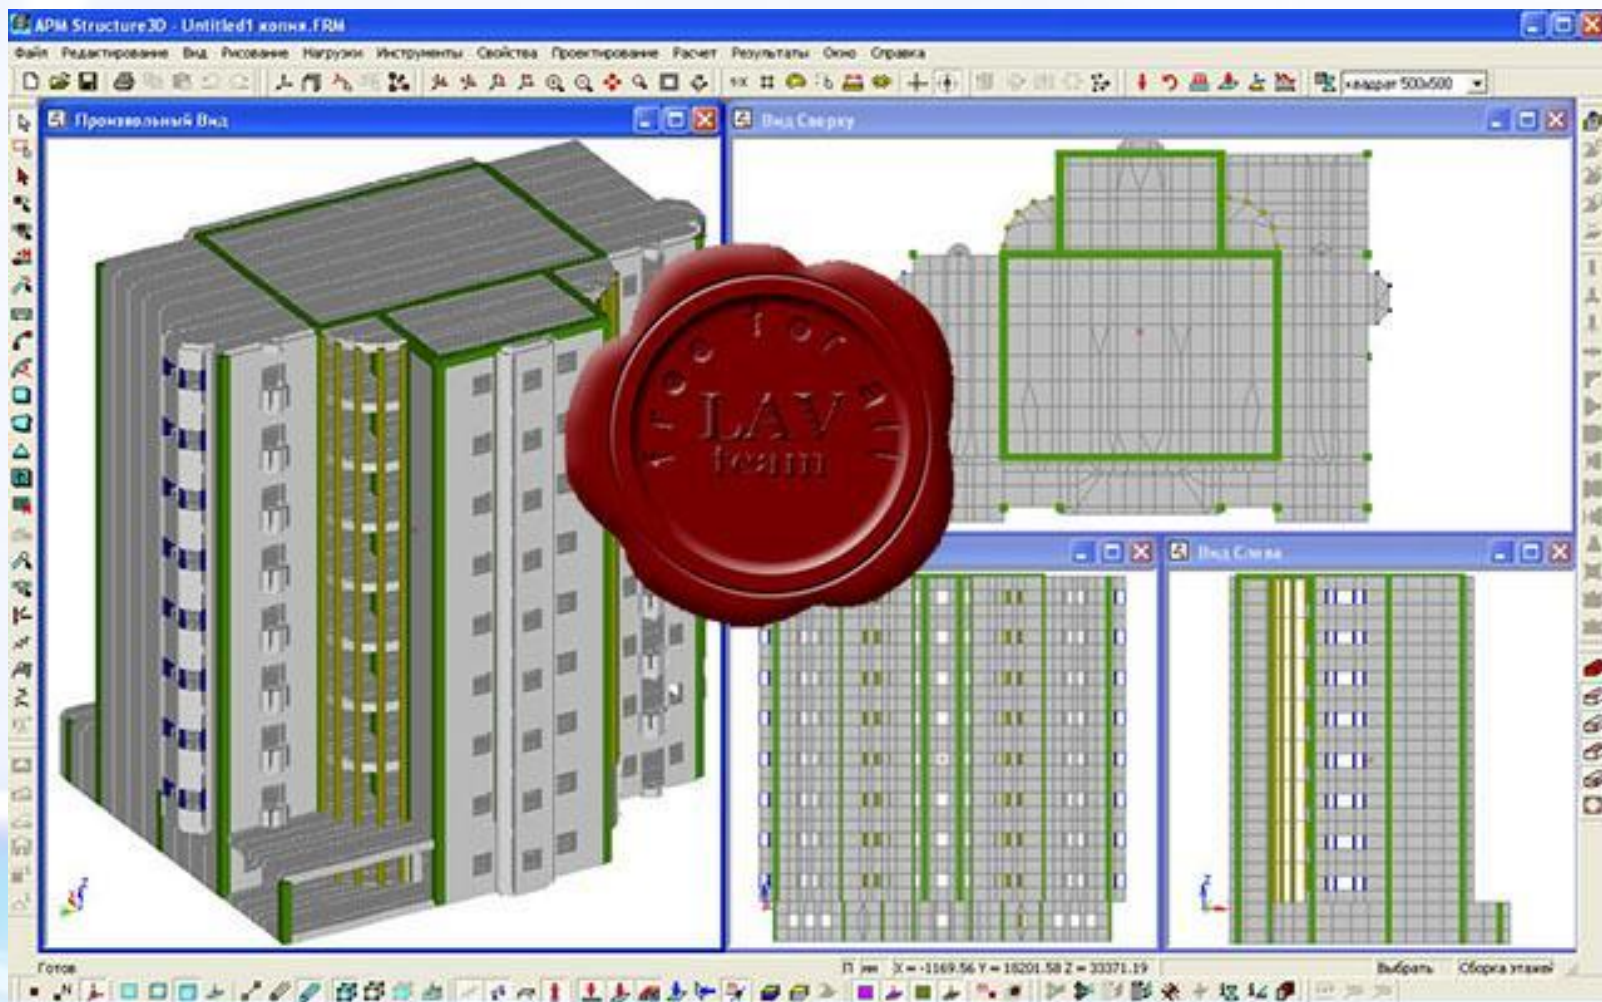 APM Structure3D - Untitled1 копия.FRM
Файл Редактирование Вид Рисование Нагрузки Инструменты Свойства Проектирование Расчет Результаты Окно Справка
квадрат 500x500
Произвольный Вид
Вид Сверху
free for all
LAV
team
Вид Слева
Готов
П мм X = -1169.56 Y = 18201.58 Z = 33371.19
Выбрать Сборка этажей